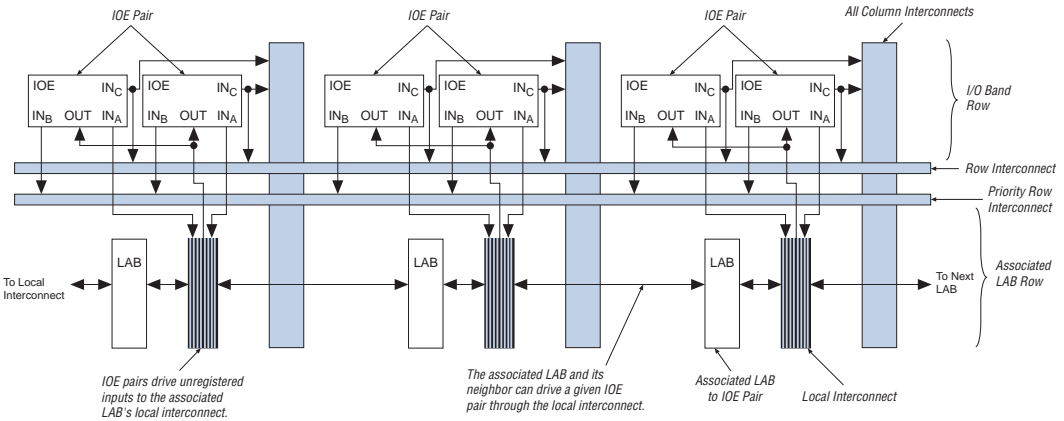 IOE Pair
IOE Pair
IOE Pair
All Column Interconnects
IOE INC
IOE INC
IOE INC
IOE INC
IOE INC
IOE INC
INB OUT INA
INB OUT INA
INB OUT INA
INB OUT INA
INB OUT INA
INB OUT INA
I/O Band
Row
Row Interconnect
Priority Row
Interconnect
LAB
LAB
LAB
To Local
Interconnect
To Next
LAB
Associated
LAB Row
IOE pairs drive unregistered
inputs to the associated
LAB's local interconnect.
The associated LAB and its
neighbor can drive a given IOE
pair through the local interconnect.
Associated LAB
to IOE Pair
Local Interconnect